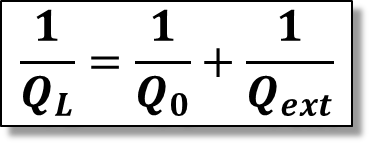 1/Q_L = 1/Q_0 + 1/Q_ext